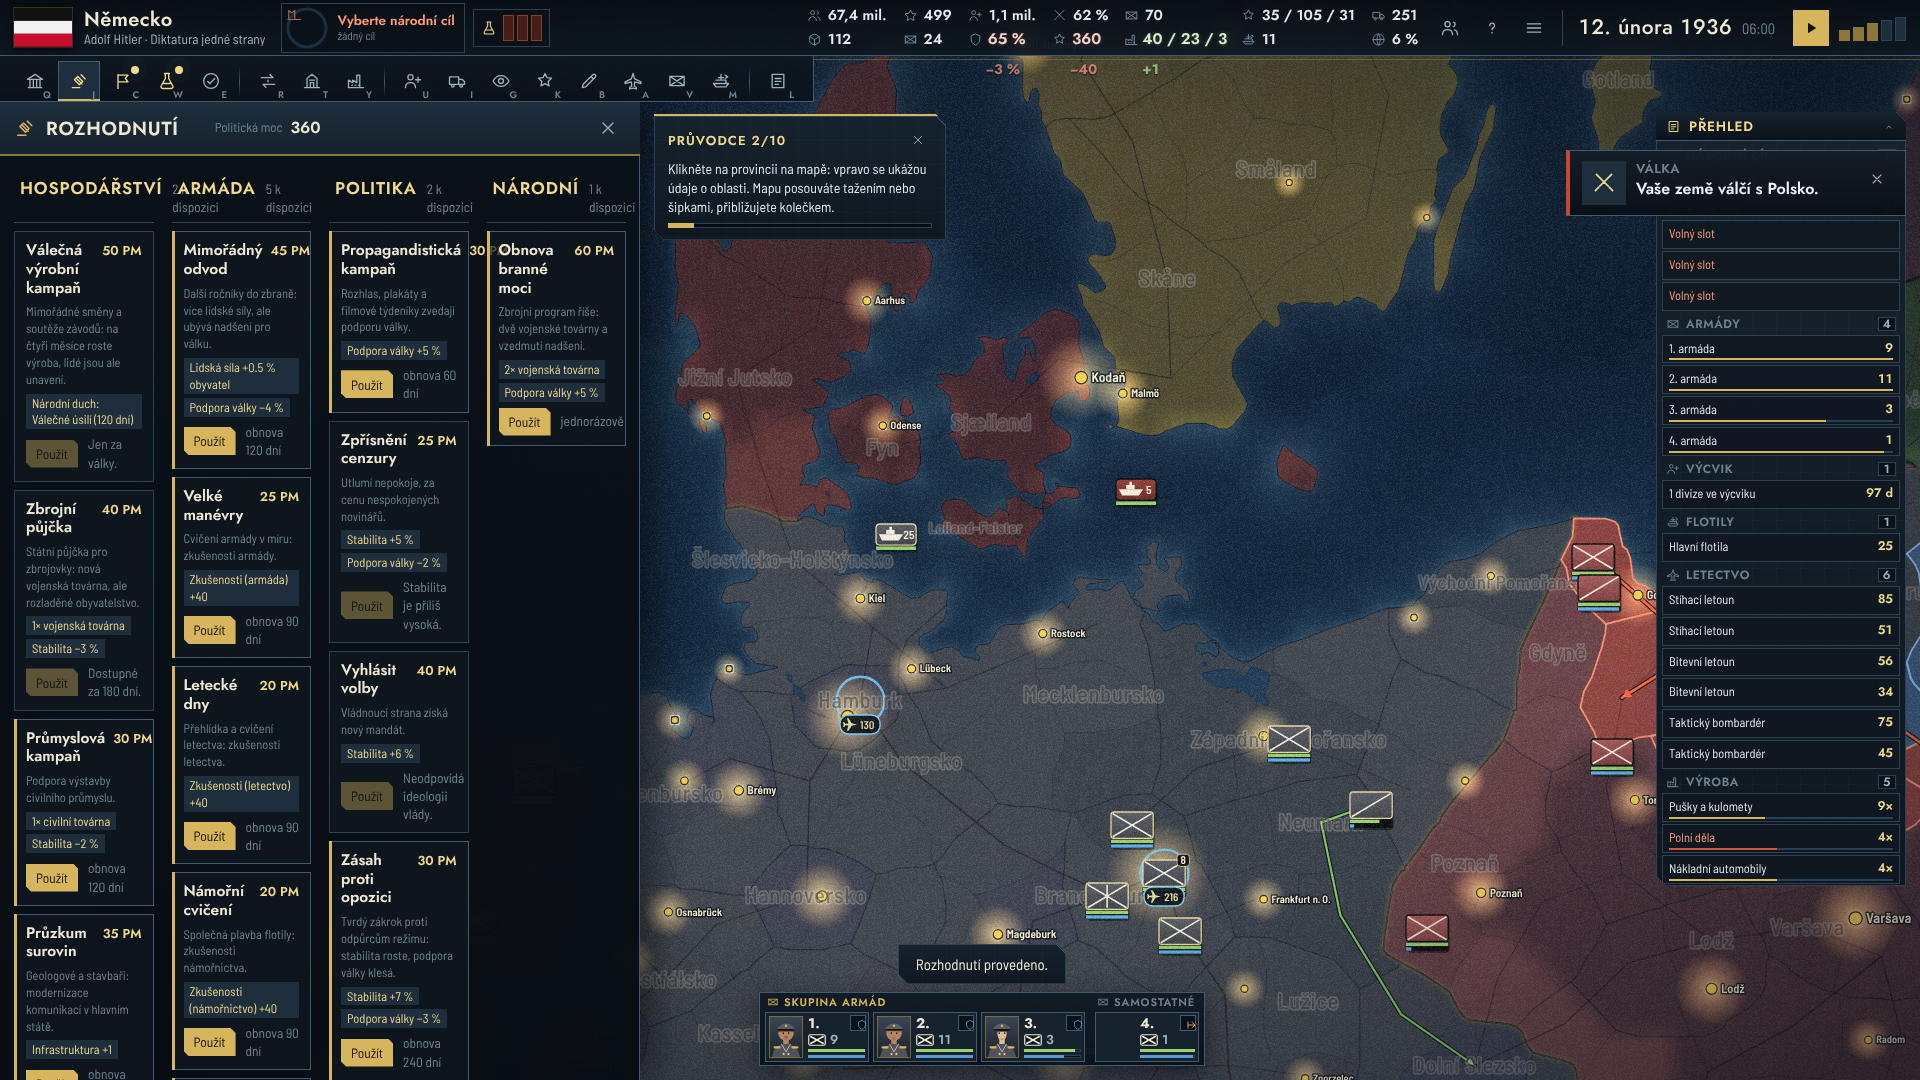 Německo
Adolf Hitler · Diktatura jedné strany
Vyberte národní cíl
žádný cíl
67,4 mil.
499
1,1 mil.
62 %
70
35 / 105 / 31
251
112
24
65 %
360
40 / 23 / 3
11
6 %
−3 %
−40
+1
12. února 1936 06:00
Q
I
C
W
E
R
T
Y
U
I
G
K
B
A
V
M
L
ROZHODNUTÍ
Politická moc 360
HOSPODÁŘSTVÍ
dispozici
ARMÁDA 5 k
dispozici
POLITIKA 2 k
dispozici
NÁRODNÍ 1 k
dispozici
Válečná výrobní kampaň 50 PM
Mimořádné směny a soutěže závodů: na čtyři měsíce roste výroba, lidé jsou ale unavení.
Národní duch: Válečné úsilí (120 dní)
Použít
Jen za války.
Zbrojní půjčka 40 PM
Státní půjčka pro zbrojovky: nová vojenská továrna, ale rozladěné obyvatelstvo.
1× vojenská továrna
Stabilita −3 %
Použít
Dostupné za 180 dní.
Průmyslová kampaň 30 PM
Podpora výstavby civilního průmyslu.
1× civilní továrna
Stabilita −2 %
Použít
obnova 120 dní
Průzkum surovin 35 PM
Geologové a stavbaři: modernizace komunikací v hlavním státě.
Infrastruktura +1
obnova
Mimořádný odvod 45 PM
Další ročníky do zbraně: více lidské síly, ale ubývá nadšení pro válku.
Lidská síla +0.5 % obyvatel
Podpora války −4 %
Použít
obnova 120 dní
Velké manévry 25 PM
Cvičení armády v míru: zkušenosti armády.
Zkušenosti (armáda) +40
Použít
obnova 90 dní
Letecké dny 20 PM
Přehlídka a cvičení letectva: zkušenosti letectva.
Zkušenosti (letectvo) +40
Použít
obnova 90 dní
Námořní cvičení 20 PM
Společná plavba flotily: zkušenosti námořnictva.
Zkušenosti (námořnictvo) +40
Použít
obnova 90 dní
Propagandistická kampaň 30
Rozhlas, plakáty a filmové týdeníky zvedají podporu války.
Podpora války +5 %
Použít
obnova 60 dní
Zpřísnění cenzury 25 PM
Utlumí nepokoje, za cenu nespokojených novinářů.
Stabilita +5 %
Podpora války −2 %
Použít
Stabilita je příliš vysoká.
Vyhlásit volby 40 PM
Vládnoucí strana získá nový mandát.
Stabilita +6 %
Použít
Neodpovídá ideologii vlády.
Zásah proti opozici 30 PM
Tvrdý zákrok proti odpůrcům režimu: stabilita roste, podpora války klesá.
Stabilita +7 %
Podpora války −3 %
Použít
obnova 240 dní
Obnova branné moci 60 PM
Zbrojní program říše: dvě vojenské továrny a vzedmutí nadšení.
2× vojenská továrna
Podpora války +5 %
Použít
jednorázově
PRŮVODCE 2/10
Klikněte na provincii na mapě: vpravo se ukážou
údaje o oblasti. Mapu posouváte tažením nebo
šipkami, přibližujete kolečkem.
Gotland
Småland
Skåne
Aarhus
Jižní Jutsko
Kodaň
Malmö
Sjælland
Odense
Fyn
5
Lolland-Falster
25
Šlesvicko-Holštýnsko
Kiel
Východní Pomořans
Rostock
Gdyně
Lübeck
Mecklenbursko
Hamburk
130
Západní Pomořansko
Lüneburgsko
Brémy
Neumark
Poznaň
8
216
Hannoversko
Frankfurt n. O.
Poznaň
Osnabrück
Magdeburk
Varšava
Varšava
Lodž
Lodž
Lužice
Radom
Kassel
Dolní Slezsko
Zgorzelec
PŘEHLED
VÁLKA
Vaše země válčí s Polsko.
Volný slot
Volný slot
Volný slot
ARMÁDY 4
1. armáda 9
2. armáda 11
3. armáda 3
4. armáda 1
VÝCVIK 1
1 divize ve výcviku 97 d
FLOTILY 1
Hlavní flotila 25
LETECTVO 6
Stíhací letoun 85
Stíhací letoun 51
Bitevní letoun 56
Bitevní letoun 34
Taktický bombardér 75
Taktický bombardér 45
VÝROBA 5
Pušky a kulomety 9×
Polní děla 4×
Nákladní automobily 4×
Rozhodnutí provedeno.
SKUPINA ARMÁD
SAMOSTATNÉ
1.
9
2.
11
3.
3
4.
1